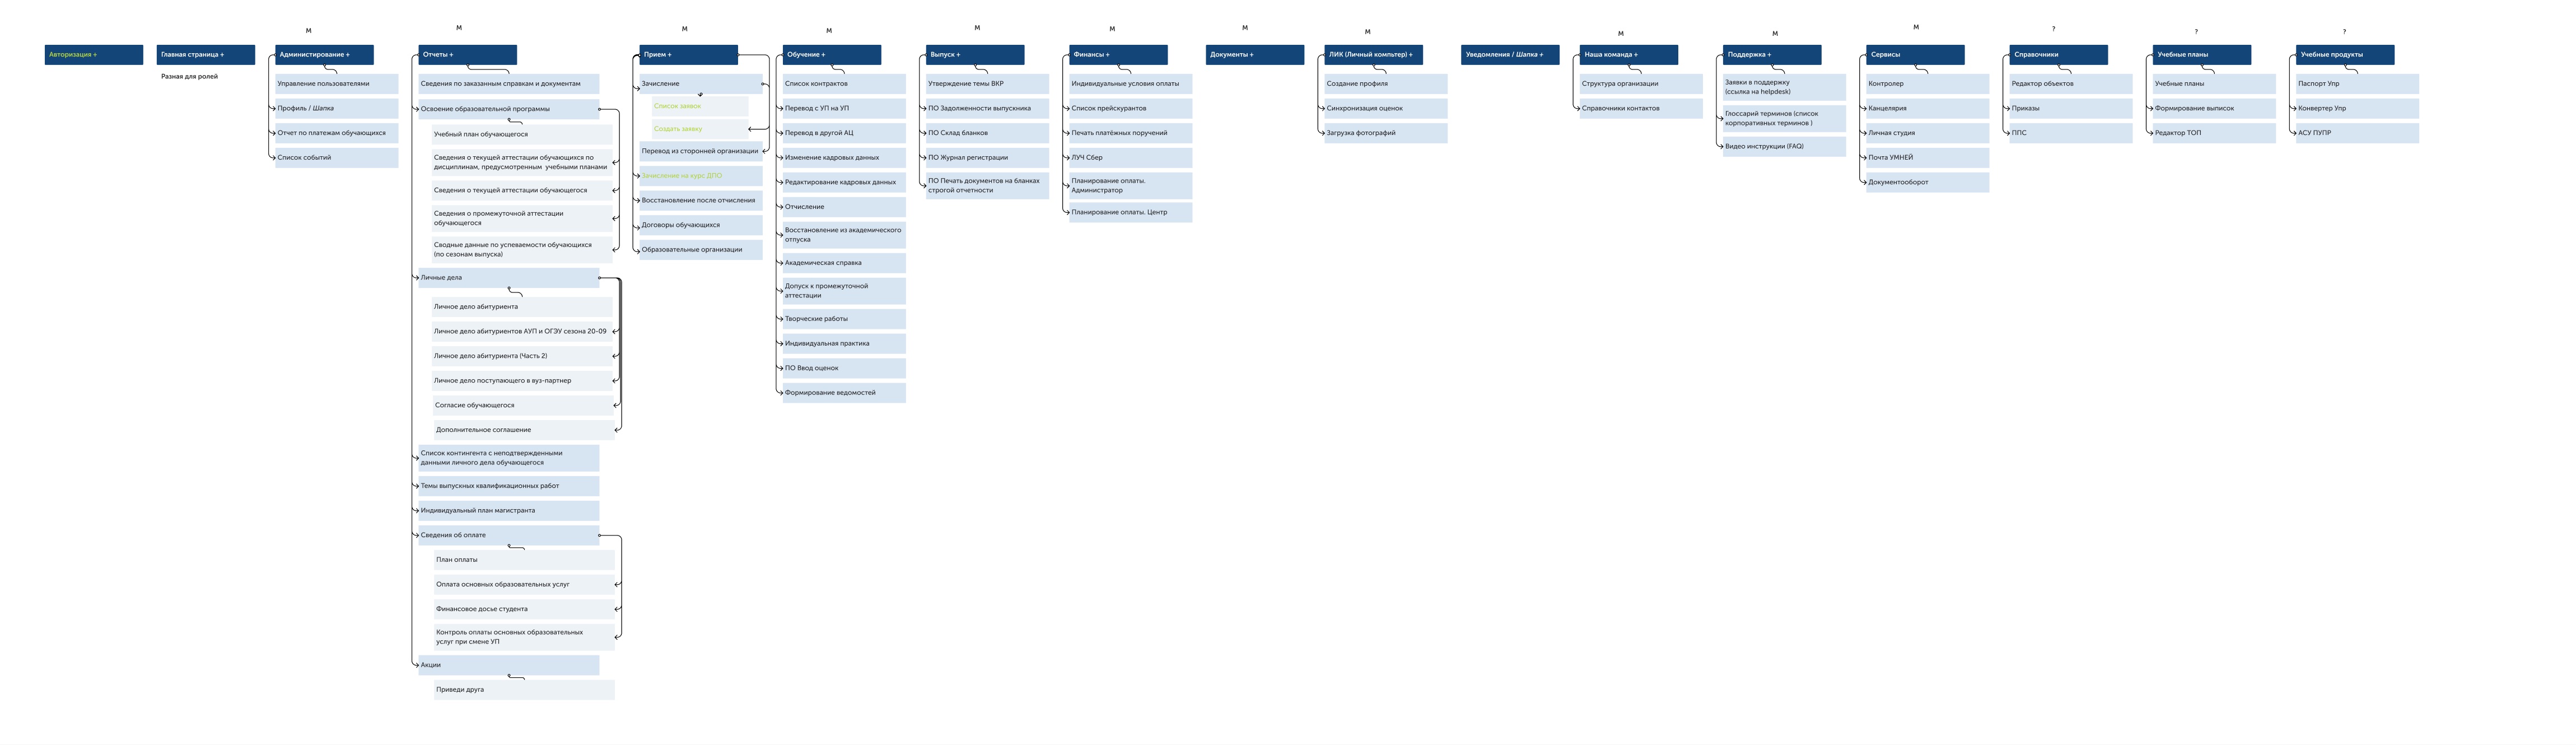 М
М
М
М
М
М
М
М
М
М
М
?
?
?
Авторизация +
Главная страница +
Разная для ролей
Администрирование +
Управление пользователями
Профиль / Шапка
Отчет по платежам обучающихся
Список событий
Отчеты +
Сведения по заказанным справкам и документам
Освоение образовательной программы
Учебный план обучающегося
Сведения о текущей аттестации обучающихся по
дисциплинам, предусмотренным учебными планами
Сведения о текущей аттестации обучающегося
Сведения о промежуточной аттестации
обучающегося
Сводные данные по успеваемости обучающихся
(по сезонам выпуска)
Личные дела
Личное дело абитуриента
Личное дело абитуриентов АУП и ОГЭУ сезона 20-09
Личное дело абитуриента (Часть 2)
Личное дело поступающего в вуз-партнер
Согласие обучающегося
Дополнительное соглашение
Список контингента с неподтвержденными
данными личного дела обучающегося
Темы выпускных квалификационных работ
Индивидуальный план магистранта
Сведения об оплате
План оплаты
Оплата основных образовательных услуг
Финансовое досье студента
Контроль оплаты основных образовательных
услуг при смене УП
Акции
Приведи друга
Прием +
Зачисление
Список заявок
Создать заявку
Перевод из сторонней организации
Зачисление на курс ДПО
Восстановление после отчисления
Договоры обучающихся
Образовательные организации
Обучение +
Список контрактов
Перевод с УП на УП
Перевод в другой АЦ
Изменение кадровых данных
Редактирование кадровых данных
Отчисление
Восстановление из академического
отпуска
Академическая справка
Допуск к промежуточной
аттестации
Творческие работы
Индивидуальная практика
ПО Ввод оценок
Формирование ведомостей
Выпуск +
Утверждение темы ВКР
ПО Задолженности выпускника
ПО Склад бланков
ПО Журнал регистрации
ПО Печать документов на бланках
строгой отчетности
Финансы +
Индивидуальные условия оплаты
Список прейскурантов
Печать платёжных поручений
ЛУЧ Сбер
Планирование оплаты.
Администратор
Планирование оплаты. Центр
Документы +
ЛИК (Личный компьтер) +
Создание профиля
Синхронизация оценок
Загрузка фотографий
Уведомления / Шапка +
Наша команда +
Структура организации
Справочники контактов
Поддержка +
Заявки в поддержку
(ссылка на helpdesk)
Глоссарий терминов (список
корпоративных терминов )
Видео инструкции (FAQ)
Сервисы
Контролер
Канцелярия
Личная студия
Почта УМНЕЙ
Документооборот
Справочники
Редактор объектов
Приказы
ППС
Учебные планы
Учебные планы
Формирование выписок
Редактор ТОП
Учебные продукты
Паспорт Упр
Конвертер Упр
АСУ ПУПР